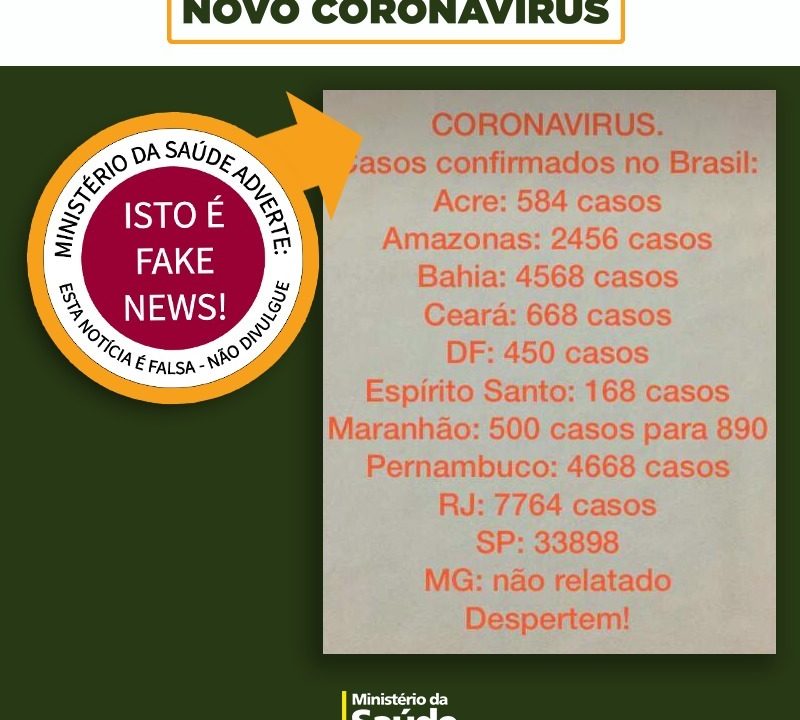 NOVO CORONAVÍRUS
MINISTÉRIO DA SAÚDE ADVERTE:
ISTO É
FAKE
NEWS!
ESTA NOTÍCIA É FALSA - NÃO DIVULGUE
CORONAVIRUS.
Casos confirmados no Brasil:
Acre: 584 casos
Amazonas: 2456 casos
Bahia: 4568 casos
Ceará: 668 casos
DF: 450 casos
Espírito Santo: 168 casos
Maranhão: 500 casos para 890
Pernambuco: 4668 casos
RJ: 7764 casos
SP: 33898
MG: não relatado
Despertem!
Ministério da
Saúde